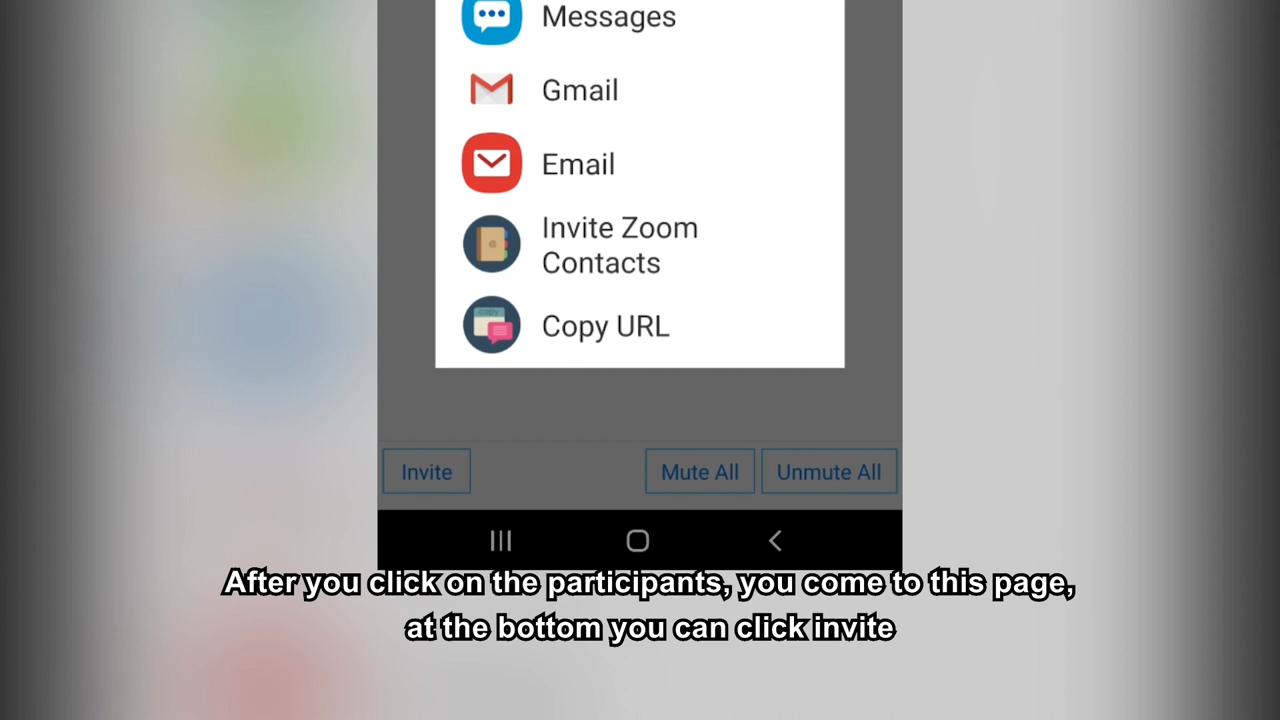 Messages
Gmail
Email
Invite Zoom
Contacts
copy
Copy URL
Invite
Mute All
Unmute All
After you click on the participants, you come to this page,
at the bottom you can click invite